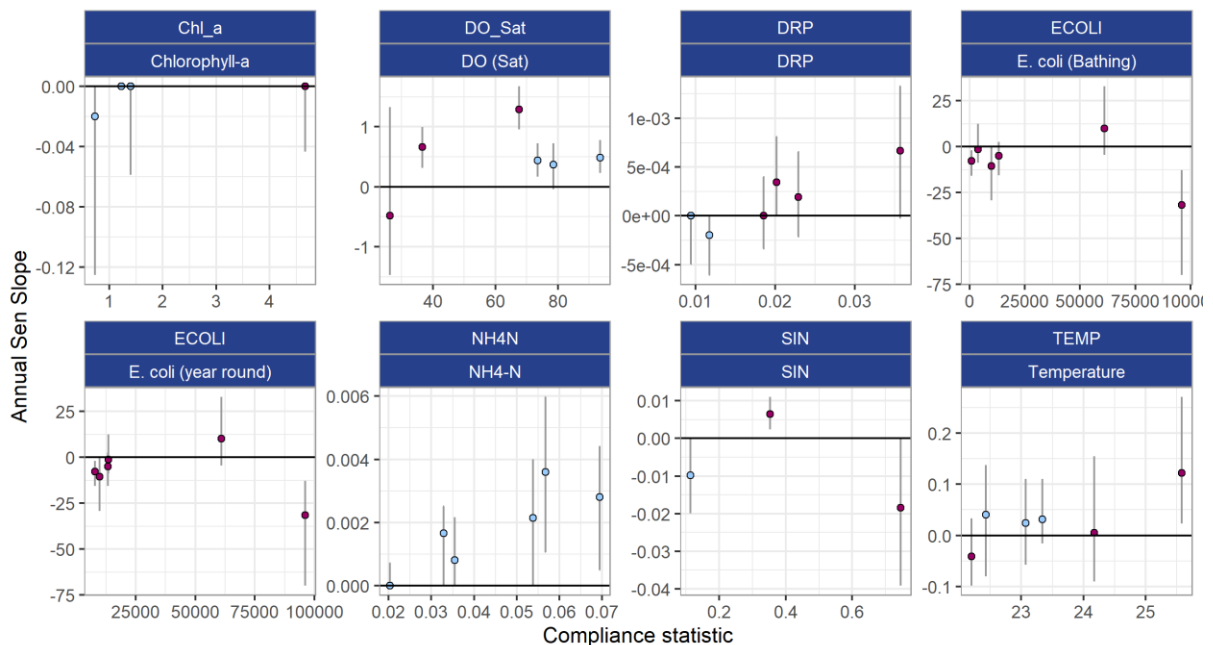 Annual Sen Slope
Chl_a
Chlorophyll-a
0.00
-0.04
-0.08
-0.12
1 2 3 4
DO_Sat
DO (Sat)
1
0
-1
40 60 80
DRP
DRP
1e-03
5e-04
0e+00
-5e-04
0.01 0.02 0.03
ECOLI
E. coli (Bathing)
25
0
-25
-50
-75
0 25000 50000 75000 10000
ECOLI
E. coli (year round)
25
0
-25
-50
-75
25000 50000 75000 100000
NH4N
NH4-N
0.006
0.004
0.002
0.000
0.02 0.03 0.04 0.05 0.06 0.07
SIN
SIN
0.01
0.00
-0.01
-0.02
-0.03
-0.04
0.2 0.4 0.6
TEMP
Temperature
0.2
0.1
0.0
-0.1
23 24 25
Compliance statistic